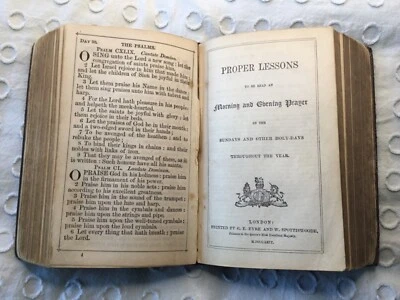 DAY 30. THE PSALMS.
PSALM CXLIX. Cantate Domino.
O SING unto the Lord a new song: let the
congregation of saints praise him.
2 Let Israel rejoice in him that made him:
and let the children of Sion be joyful in their
King.
3 Let them praise his Name in the dance:
let them sing praises unto him with tabret and
harp.
4 For the Lord hath pleasure in his people:
and helpeth the meek-hearted.
5 Let the saints be joyful with glory: let
them rejoice in their beds.
6 Let the praises of God be in their mouth:
and a two-edged sword in their hands;
7 To be avenged of the heathen: and to
rebuke the people;
8 To bind their kings in chains: and their
nobles with links of iron.
9 That they may be avenged of them, as it
is written: Such honour have all his saints.
PSALM CL. Laudate Dominum.
O PRAISE God in his holiness: praise him
in the firmament of his power.
2 Praise him in his noble acts: praise him
according to his excellent greatness.
3 Praise him in the sound of the trumpet:
praise him upon the lute and harp.
4 Praise him in the cymbals and dances:
praise him upon the strings and pipe.
5 Praise him upon the well-tuned cymbals:
praise him upon the loud cymbals.
6 Let every thing that hath breath: praise
the Lord.
PROPER LESSONS
TO BE READ AT
Morning and Evening Prayer
ON THE
SUNDAYS AND OTHER HOLY-DAYS
THROUGHOUT THE YEAR.
LONDON:
PRINTED BY G. E. EYRE AND W. SPOTTISWOODE,